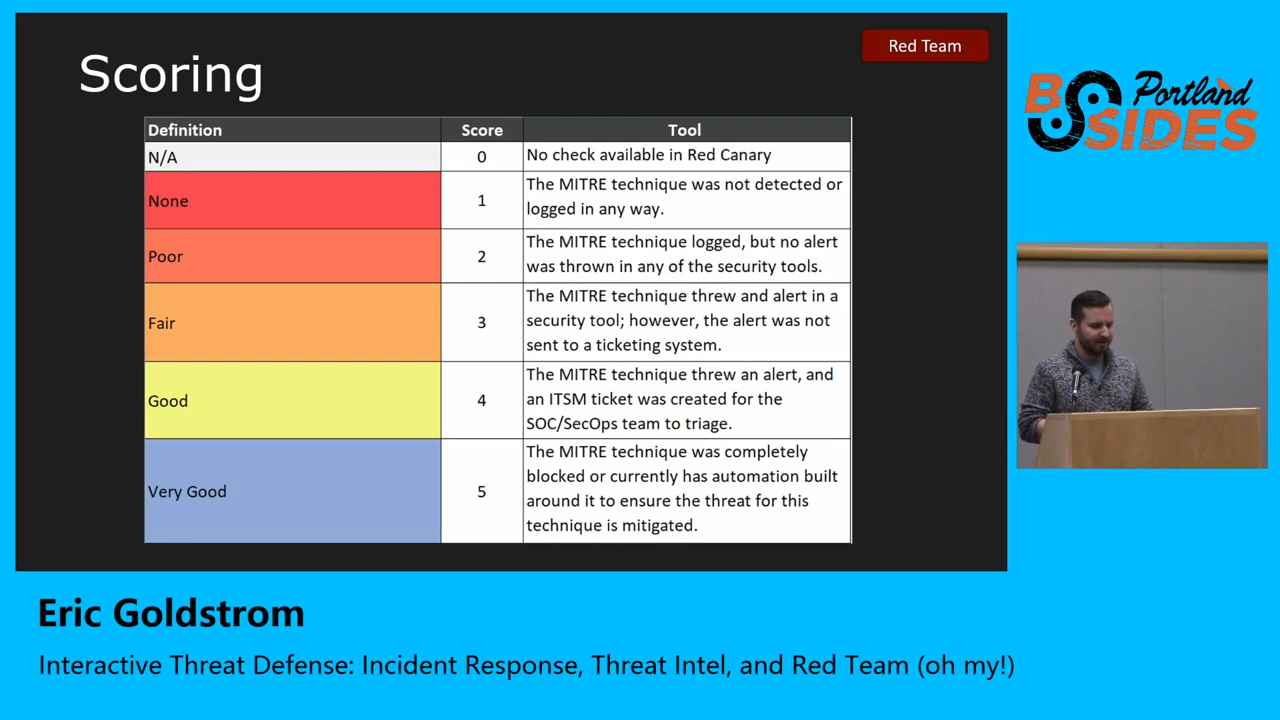 Scoring
Red Team
Definition Score Tool
N/A 0 No check available in Red Canary
None 1 The MITRE technique was not detected or
logged in any way.
Poor 2 The MITRE technique logged, but no alert
was thrown in any of the security tools.
Fair 3 The MITRE technique threw and alert in a
security tool; however, the alert was not
sent to a ticketing system.
Good 4 The MITRE technique threw an alert, and
an ITSM ticket was created for the
SOC/SecOps team to triage.
Very Good 5 The MITRE technique was completely
blocked or currently has automation built
around it to ensure the threat for this
technique is mitigated.
BSIDES Portland
Eric Goldstrom
Interactive Threat Defense: Incident Response, Threat Intel, and Red Team (oh my!)